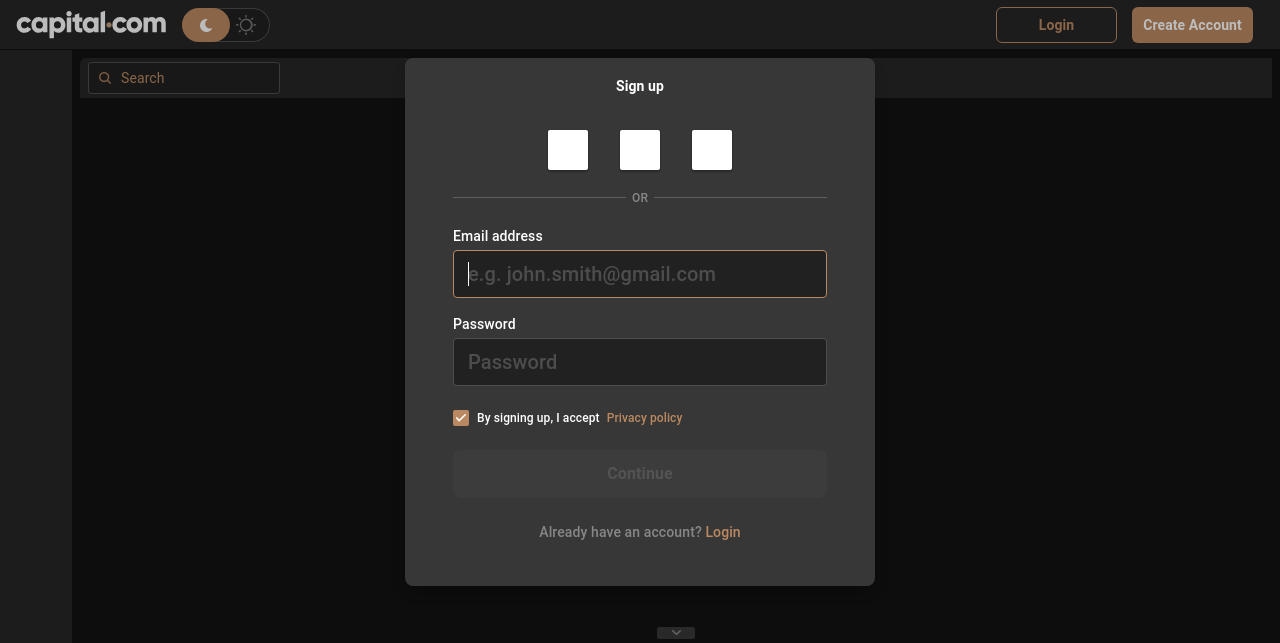 capital.com
Login
Create Account
Search
Sign up
OR
Email address
e.g. john.smith@gmail.com
Password
Password
By signing up, I accept Privacy policy
Continue
Already have an account? Login